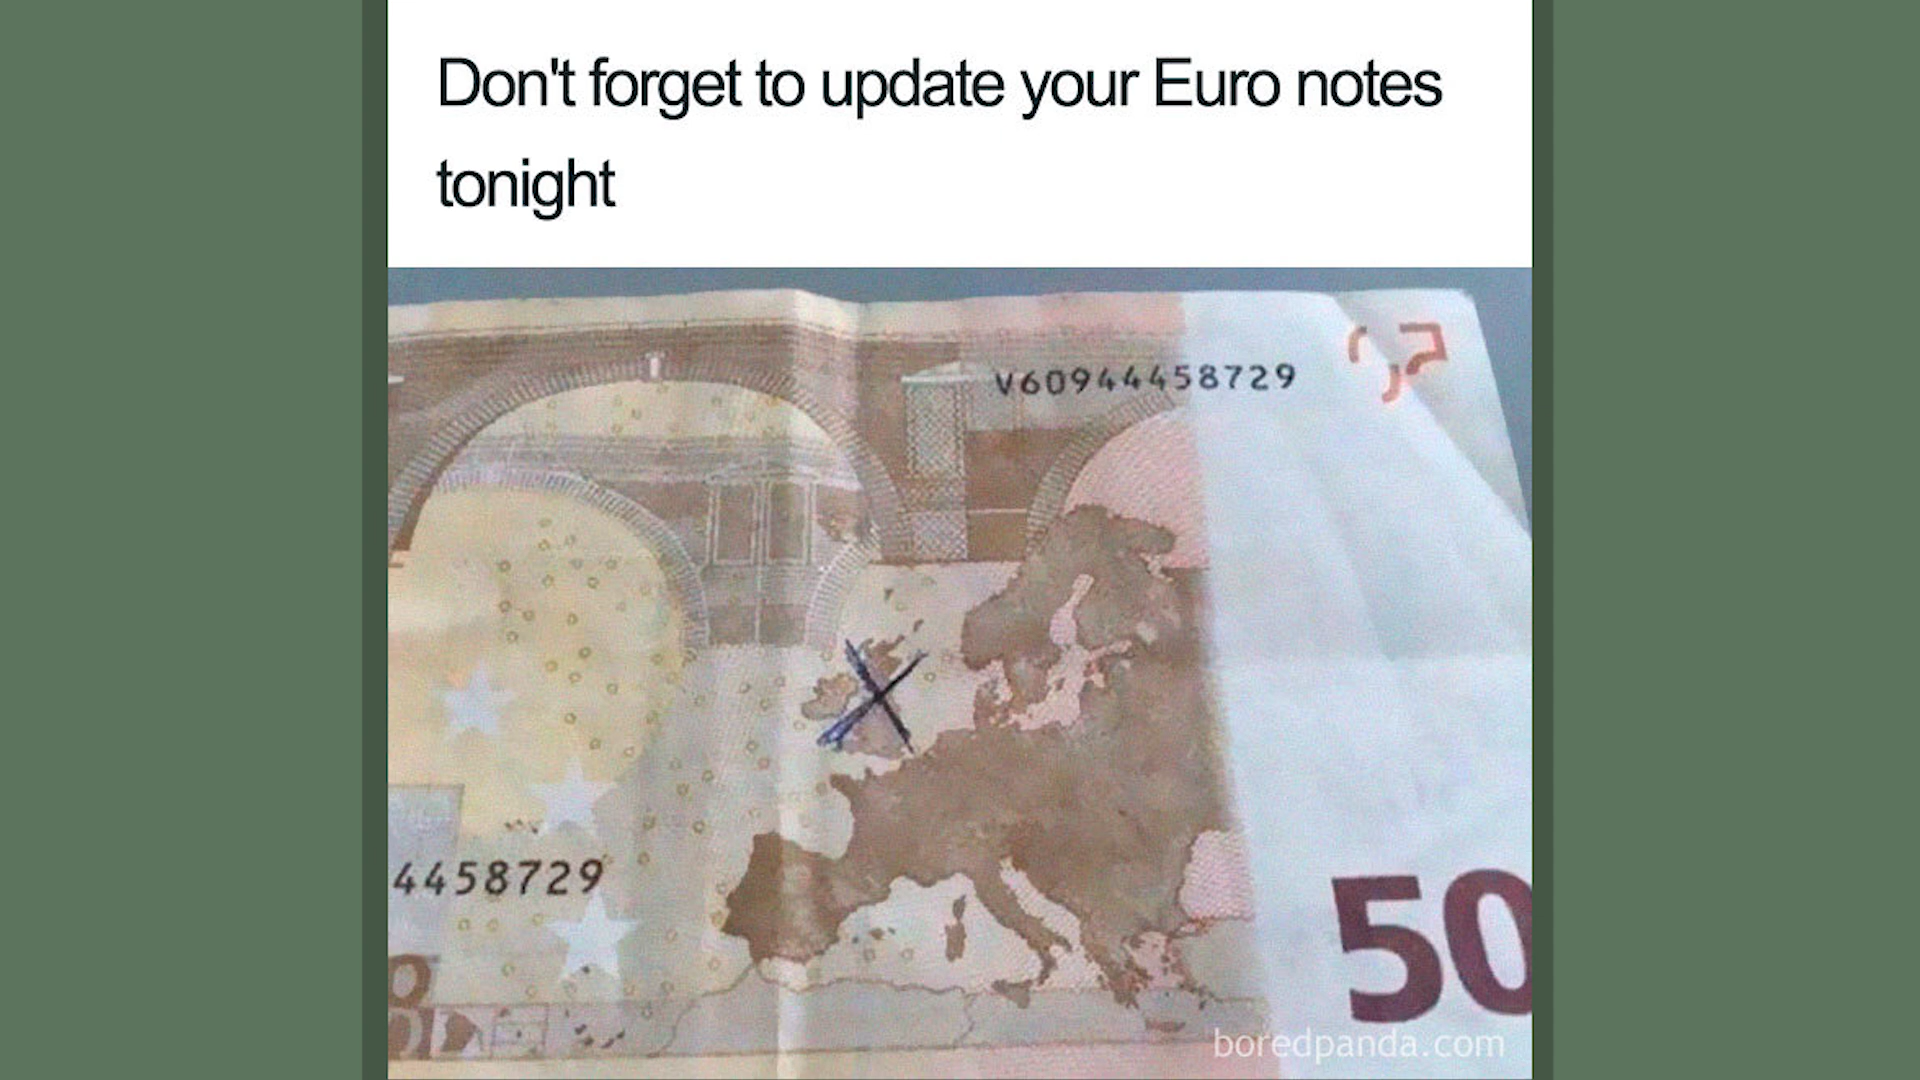 Don't forget to update your Euro notes
tonight
V60944458729
4458729
50
boredpanda.com